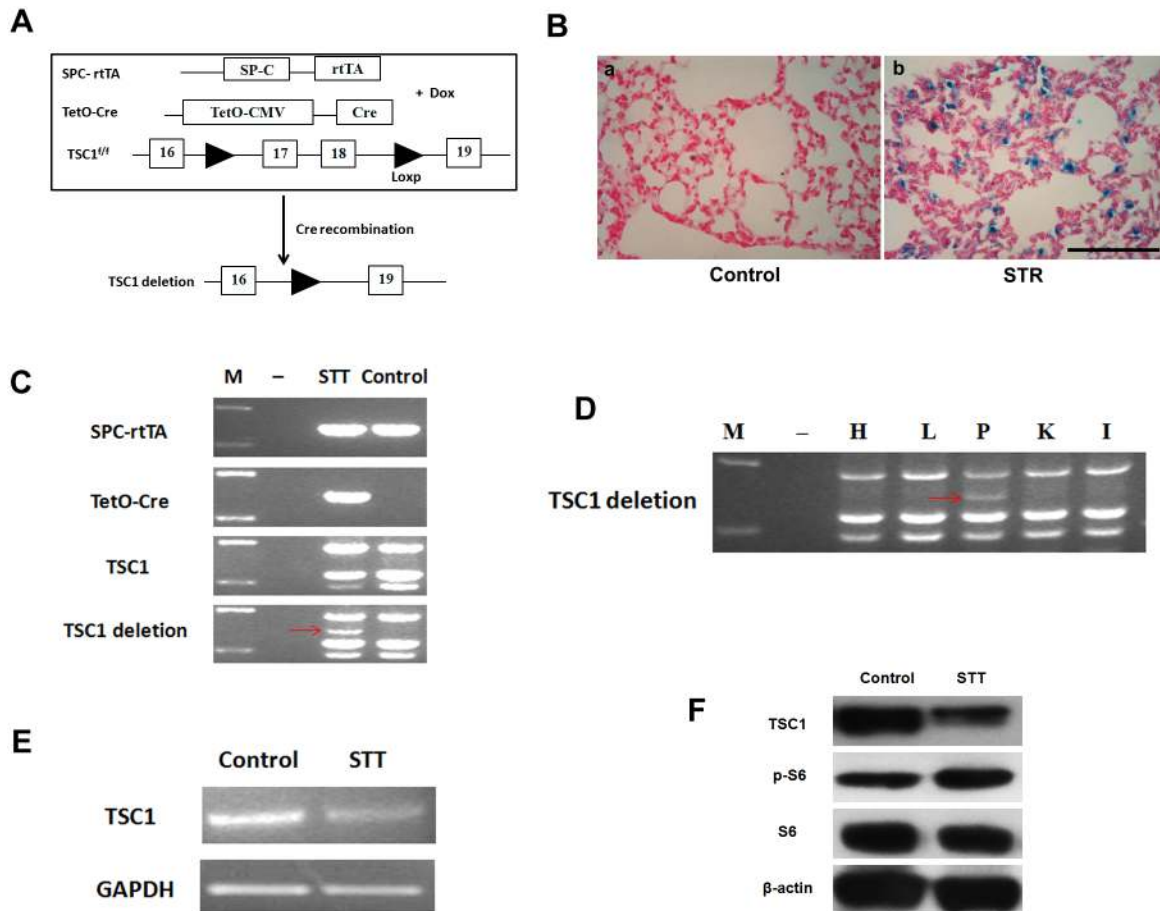 A
SPC- rtTA
SP-C
rtTA
TetO-Cre
TetO-CMV
Cre
+ Dox
TSC1f/f
16
17
18
19
Loxp
Cre recombination
TSC1 deletion
16
19
B
a
b
Control
STR
C
M – STT Control
SPC-rtTA
TetO-Cre
TSC1
TSC1 deletion
D
M – H L P K I
TSC1 deletion
E
Control STT
TSC1
GAPDH
F
Control STT
TSC1
p-S6
S6
β-actin